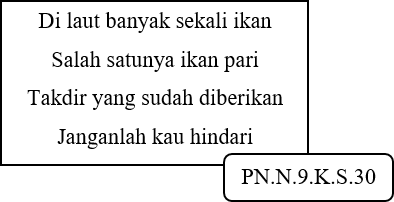 Di laut banyak sekali ikan
Salah satunya ikan pari
Takdir yang sudah diberikan
Janganlah kau hindari
PN.N.9.K.S.30